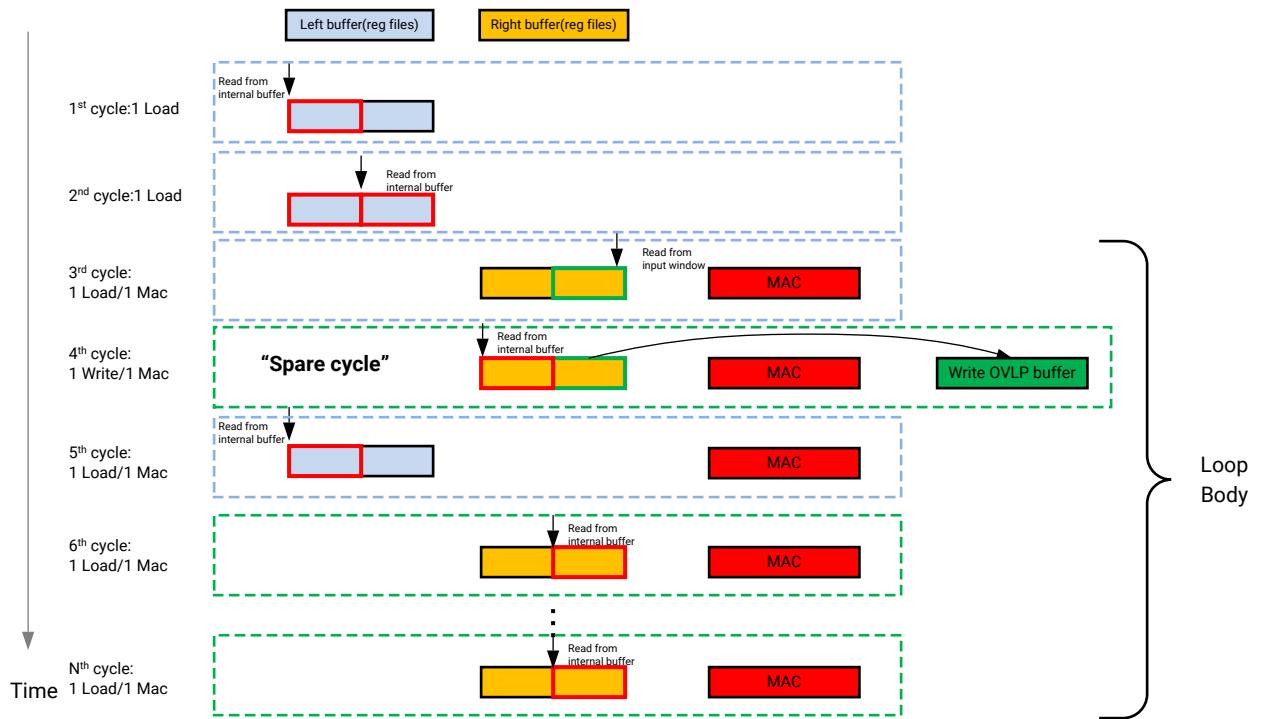 Left buffer(reg files)
Right buffer(reg files)
1st cycle:1 Load
Read from
internal buffer
2nd cycle:1 Load
Read from
internal buffer
3rd cycle:
1 Load/1 Mac
Read from
input window
MAC
4th cycle:
1 Write/1 Mac
“Spare cycle”
Read from
internal buffer
MAC
Write OVLP buffer
5th cycle:
1 Load/1 Mac
Read from
internal buffer
MAC
6th cycle:
1 Load/1 Mac
Read from
internal buffer
MAC
Nth cycle:
1 Load/1 Mac
Read from
internal buffer
MAC
Time
Loop
Body